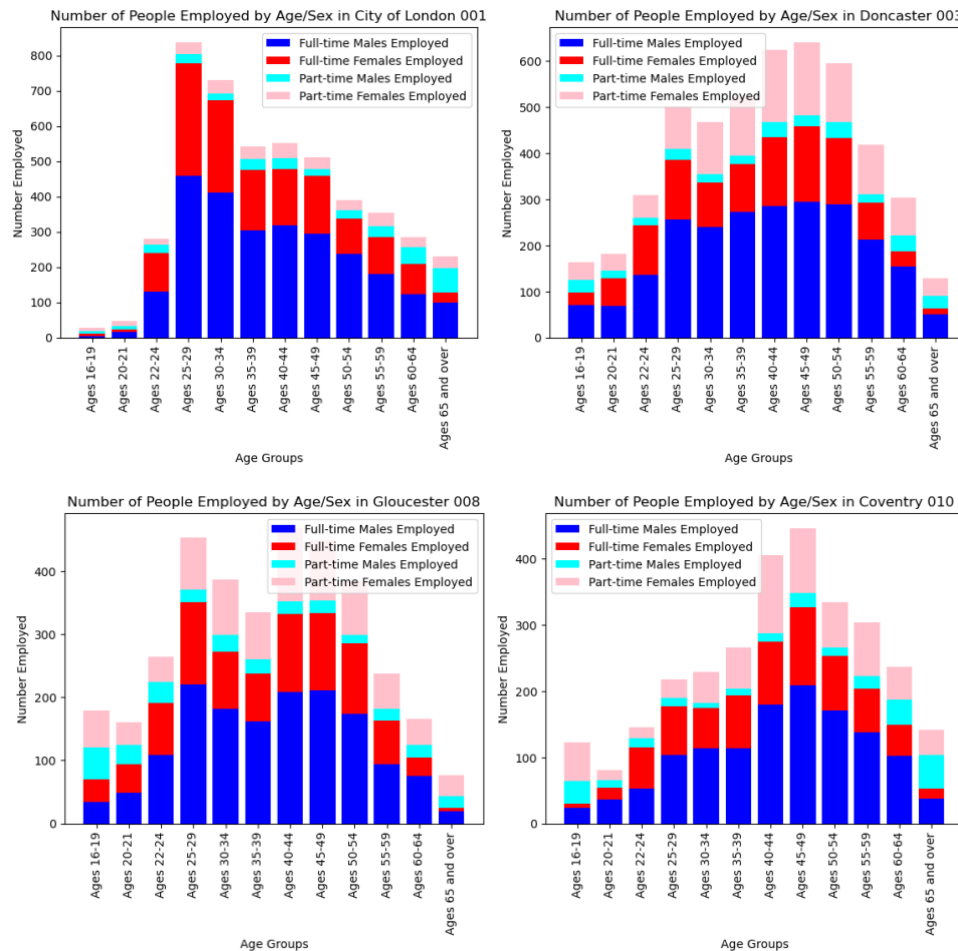 Number of People Employed by Age/Sex in City of London 001
Full-time Males Employed
Full-time Females Employed
Part-time Males Employed
Part-time Females Employed
Number Employed
800
700
600
500
400
300
200
100
0
Ages 16-19
Ages 20-21
Ages 22-24
Ages 25-29
Ages 30-34
Ages 35-39
Ages 40-44
Ages 45-49
Ages 50-54
Ages 55-59
Ages 60-64
Ages 65 and over
Age Groups
Number of People Employed by Age/Sex in Doncaster 003
Full-time Males Employed
Full-time Females Employed
Part-time Males Employed
Part-time Females Employed
Number Employed
600
500
400
300
200
100
0
Ages 16-19
Ages 20-21
Ages 22-24
Ages 25-29
Ages 30-34
Ages 35-39
Ages 40-44
Ages 45-49
Ages 50-54
Ages 55-59
Ages 60-64
Ages 65 and over
Age Groups
Number of People Employed by Age/Sex in Gloucester 008
Full-time Males Employed
Full-time Females Employed
Part-time Males Employed
Part-time Females Employed
Number Employed
400
300
200
100
0
Ages 16-19
Ages 20-21
Ages 22-24
Ages 25-29
Ages 30-34
Ages 35-39
Ages 40-44
Ages 45-49
Ages 50-54
Ages 55-59
Ages 60-64
Ages 65 and over
Age Groups
Number of People Employed by Age/Sex in Coventry 010
Full-time Males Employed
Full-time Females Employed
Part-time Males Employed
Part-time Females Employed
Number Employed
400
300
200
100
0
Ages 16-19
Ages 20-21
Ages 22-24
Ages 25-29
Ages 30-34
Ages 35-39
Ages 40-44
Ages 45-49
Ages 50-54
Ages 55-59
Ages 60-64
Ages 65 and over
Age Groups